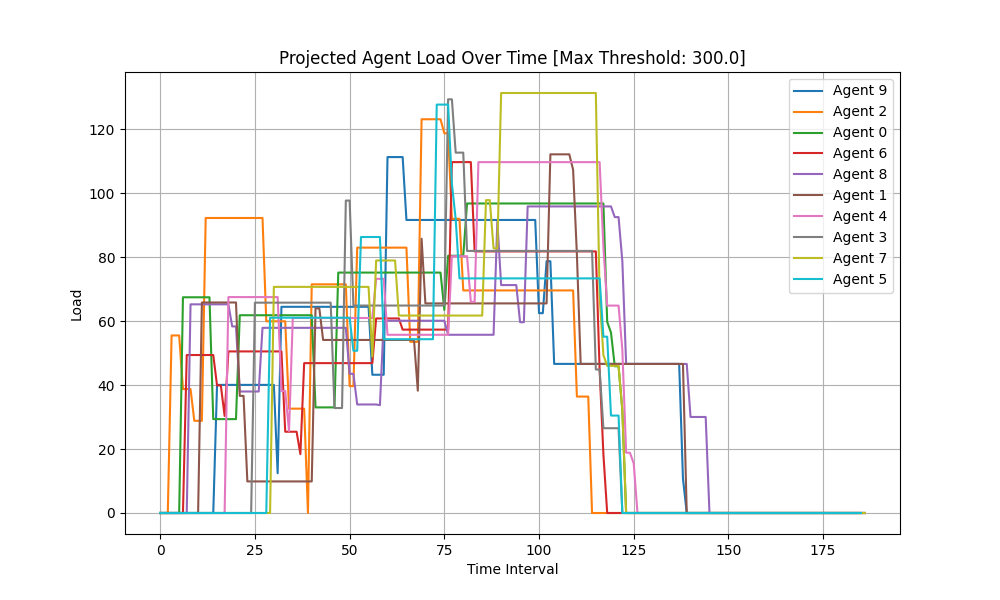 Projected Agent Load Over Time [Max Threshold: 300.0]
Load
120
100
80
60
40
20
0
0 25 50 75 100 125 150 175
Time Interval
Agent 9
Agent 2
Agent 0
Agent 6
Agent 8
Agent 1
Agent 4
Agent 3
Agent 7
Agent 5